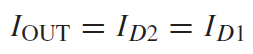 I_OUT = I_D2 = I_D1